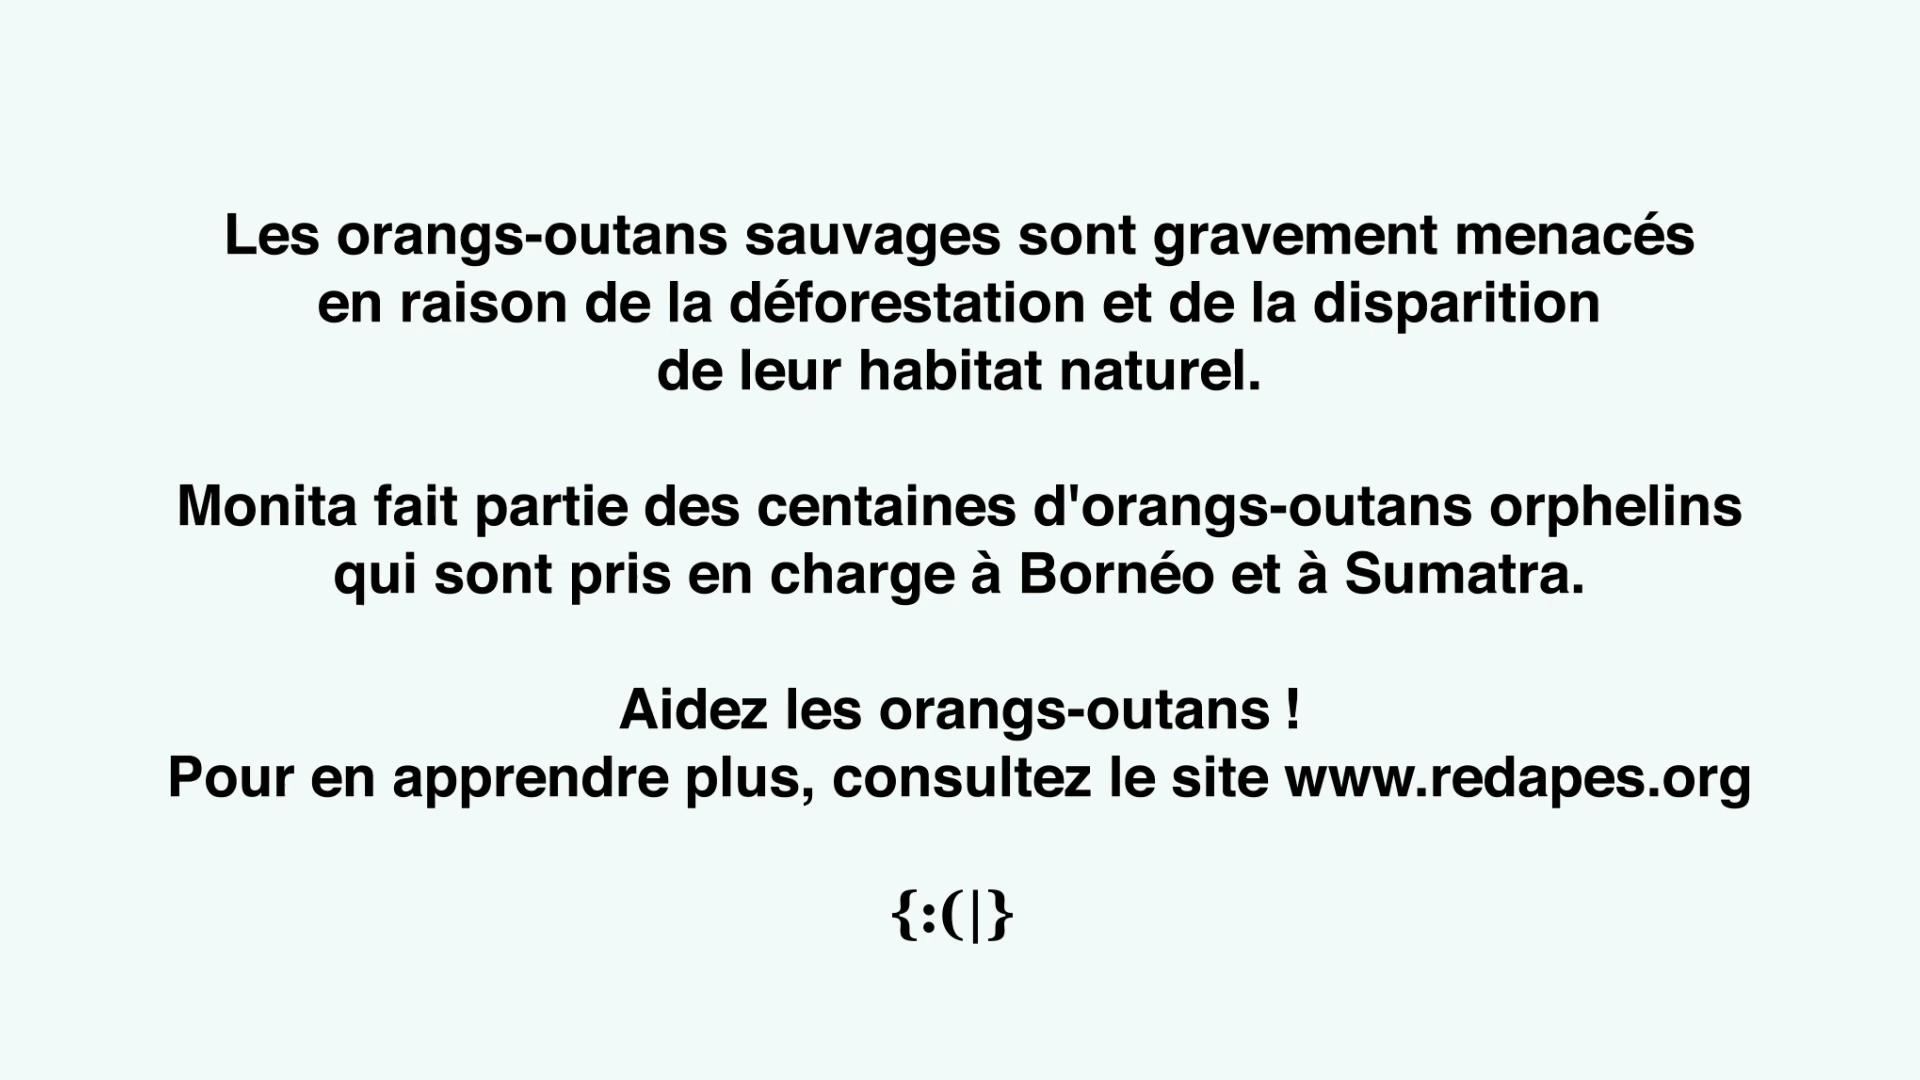 Les orangs-outans sauvages sont gravement menacés
en raison de la déforestation et de la disparition
de leur habitat naturel.
Monita fait partie des centaines d'orangs-outans orphelins
qui sont pris en charge à Bornéo et à Sumatra.
Aidez les orangs-outans !
Pour en apprendre plus, consultez le site www.redapes.org
{:(|}